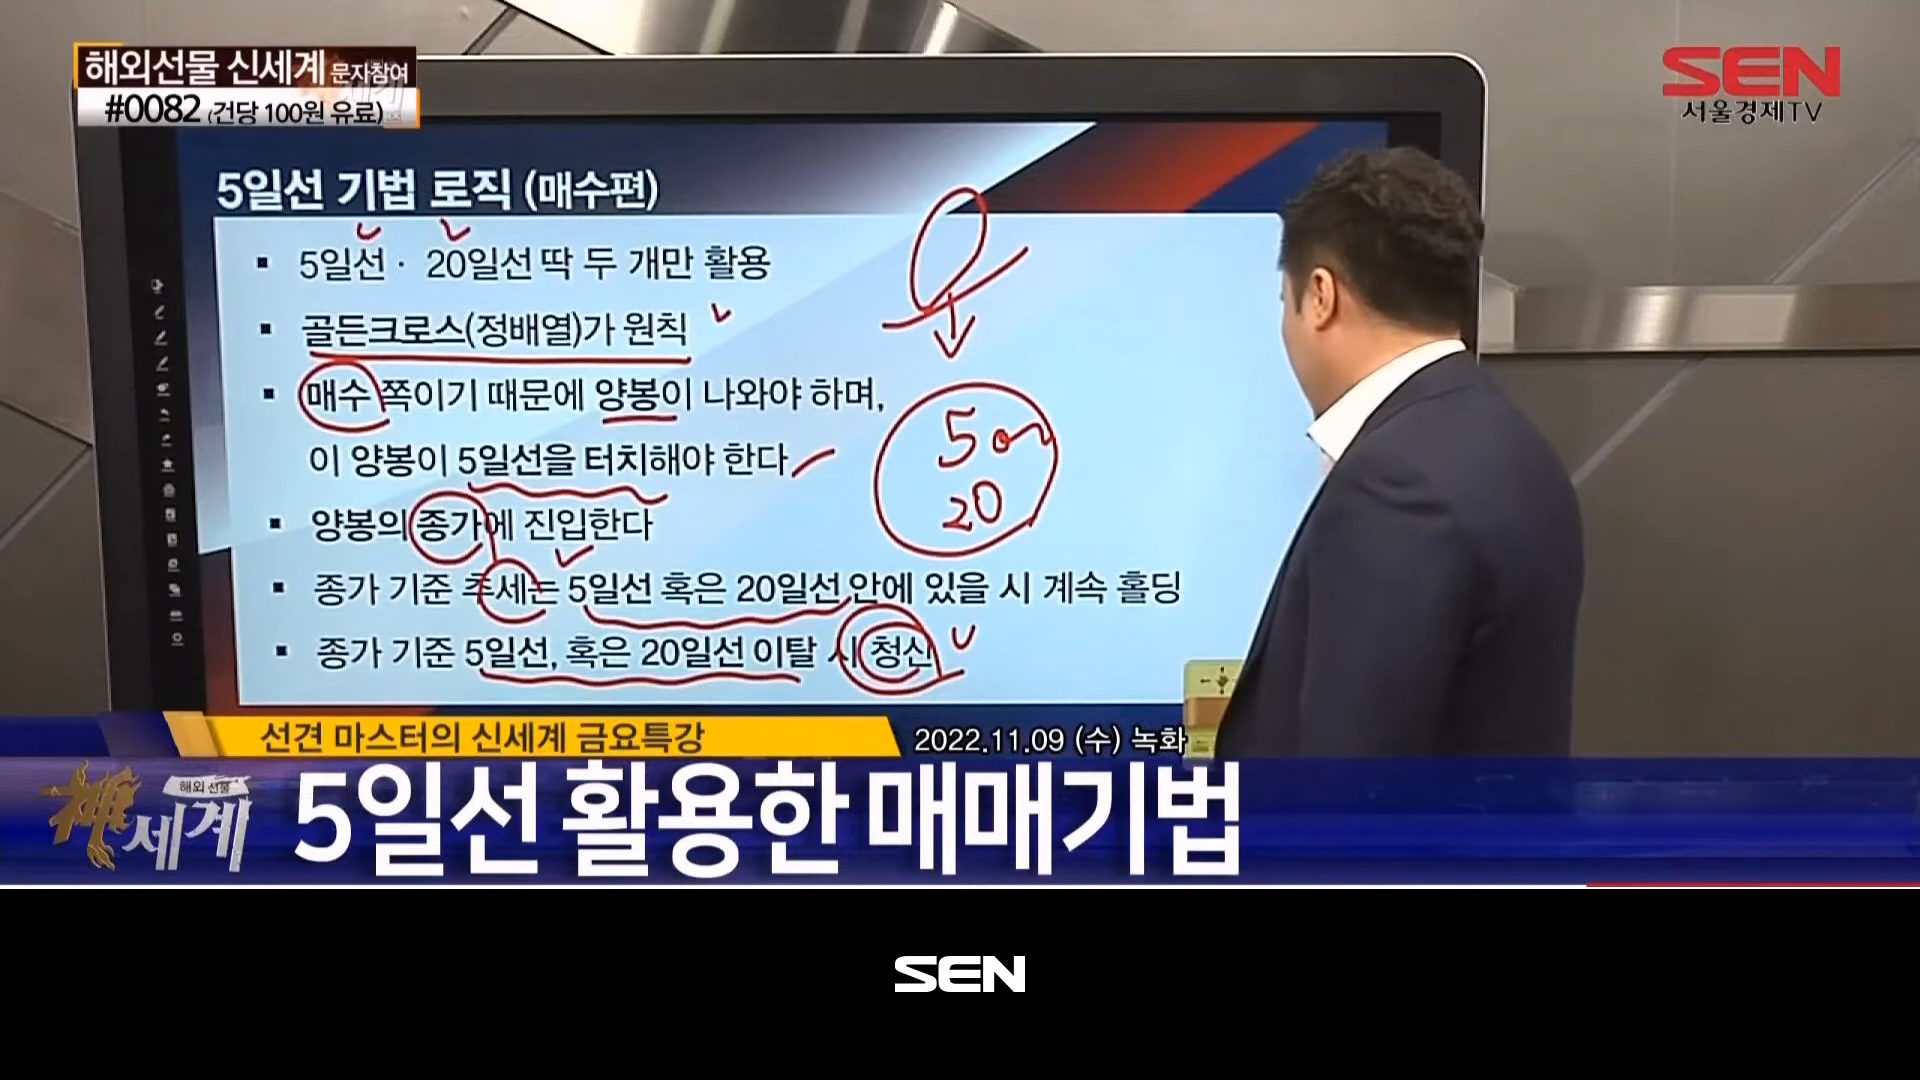 해외선물 신세계 문자참여
#0082 (건당 100원 유료)
SEN
서울경제TV
5일선 기법 로직 (매수편)
▪ 5일선 · 20일선 딱 두 개만 활용
▪ 골든크로스(정배열)가 원칙
▪ 매수 쪽이기 때문에 양봉이 나와야 하며,
이 양봉이 5일선을 터치해야 한다
▪ 양봉의 종가에 진입한다
▪ 종가 기준 추세는 5일선 혹은 20일선 안에 있을 시 계속 홀딩
▪ 종가 기준 5일선, 혹은 20일선 이탈 시 청산
5
20
선견 마스터의 신세계 금요특강
2022.11.09 (수) 녹화
해외 선물
神세계
5일선 활용한 매매기법
SEN